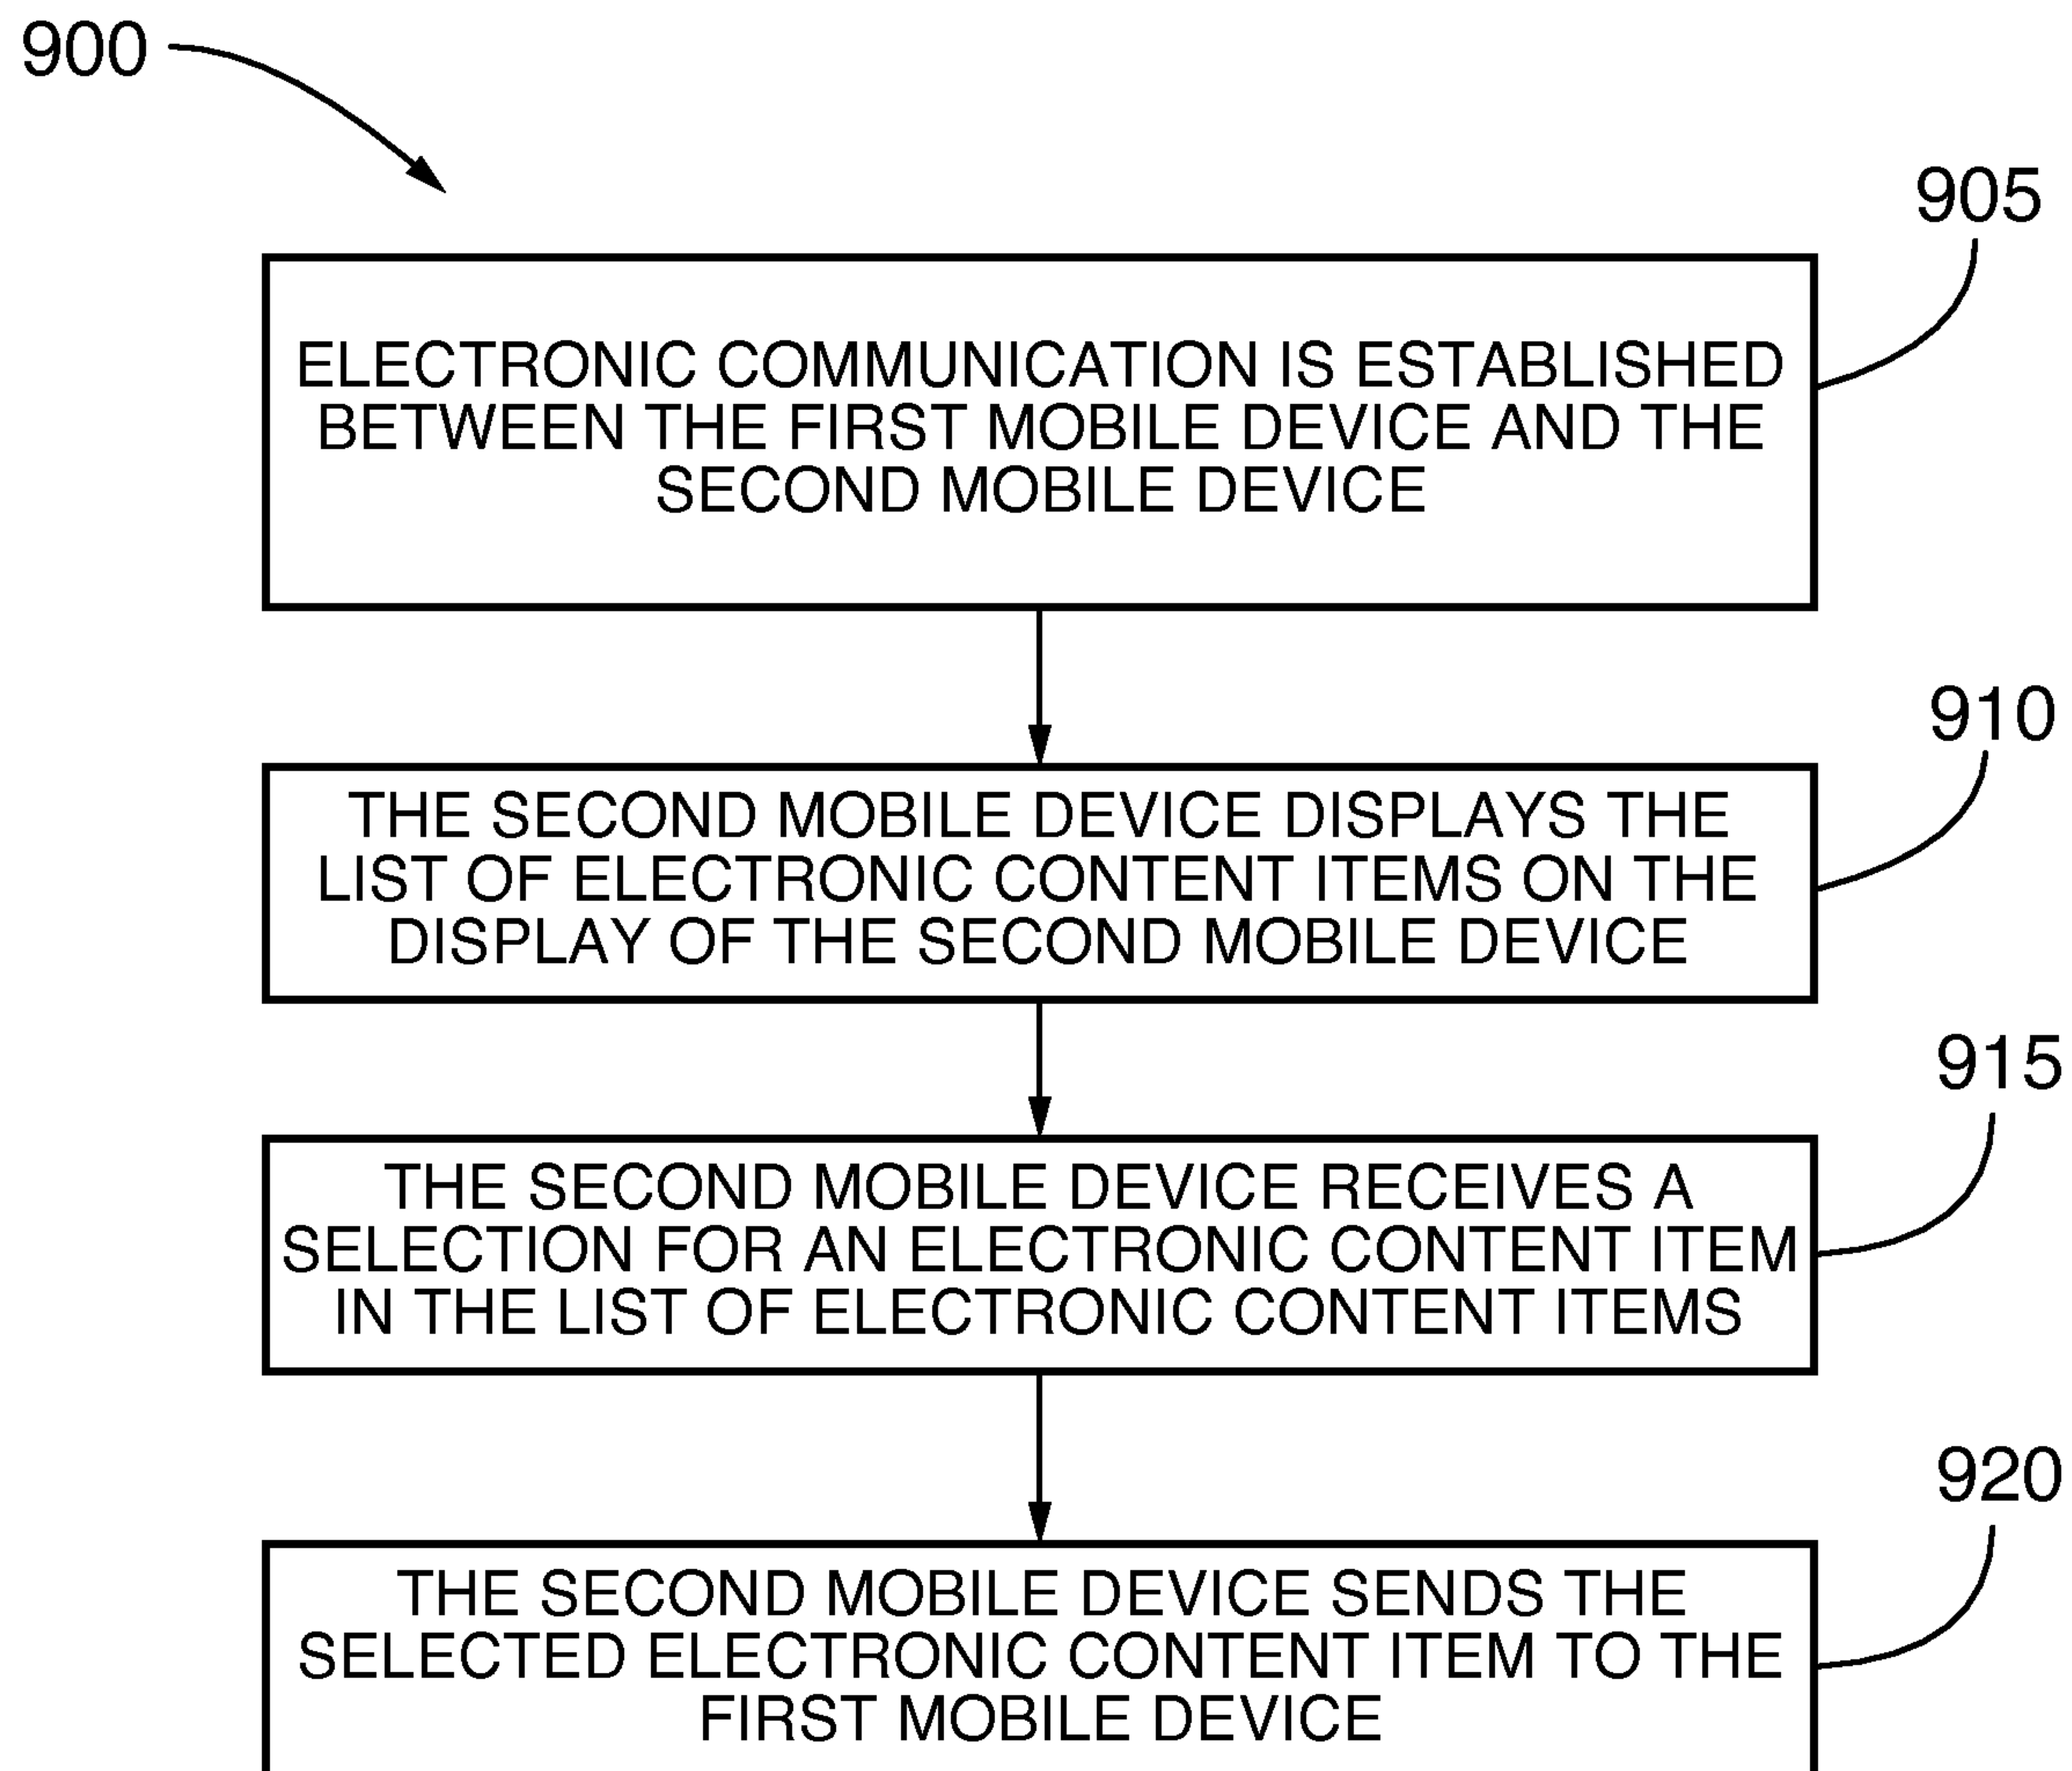 900
905
ELECTRONIC COMMUNICATION IS ESTABLISHED
BETWEEN THE FIRST MOBILE DEVICE AND THE
SECOND MOBILE DEVICE
910
THE SECOND MOBILE DEVICE DISPLAYS THE
LIST OF ELECTRONIC CONTENT ITEMS ON THE
DISPLAY OF THE SECOND MOBILE DEVICE
915
THE SECOND MOBILE DEVICE RECEIVES A
SELECTION FOR AN ELECTRONIC CONTENT ITEM
IN THE LIST OF ELECTRONIC CONTENT ITEMS
920
THE SECOND MOBILE DEVICE SENDS THE
SELECTED ELECTRONIC CONTENT ITEM TO THE
FIRST MOBILE DEVICE